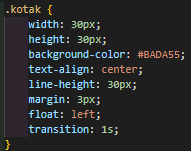 .kotak {
    width: 30px;
    height: 30px;
    background-color: #BADA55;
    text-align: center;
    line-height: 30px;
    margin: 3px;
    float: left;
    transition: 1s;
}